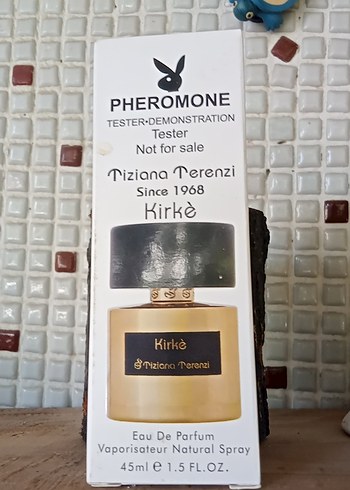 PHEROMONE
TESTER•DEMONSTRATION
Tester
Not for sale
Tiziana Terenzi
Since 1968
Kirkè
Kirkè
Tiziana Terenzi
Eau De Parfum
Vaporisateur Natural Spray
45ml e 1.5 FL.OZ.